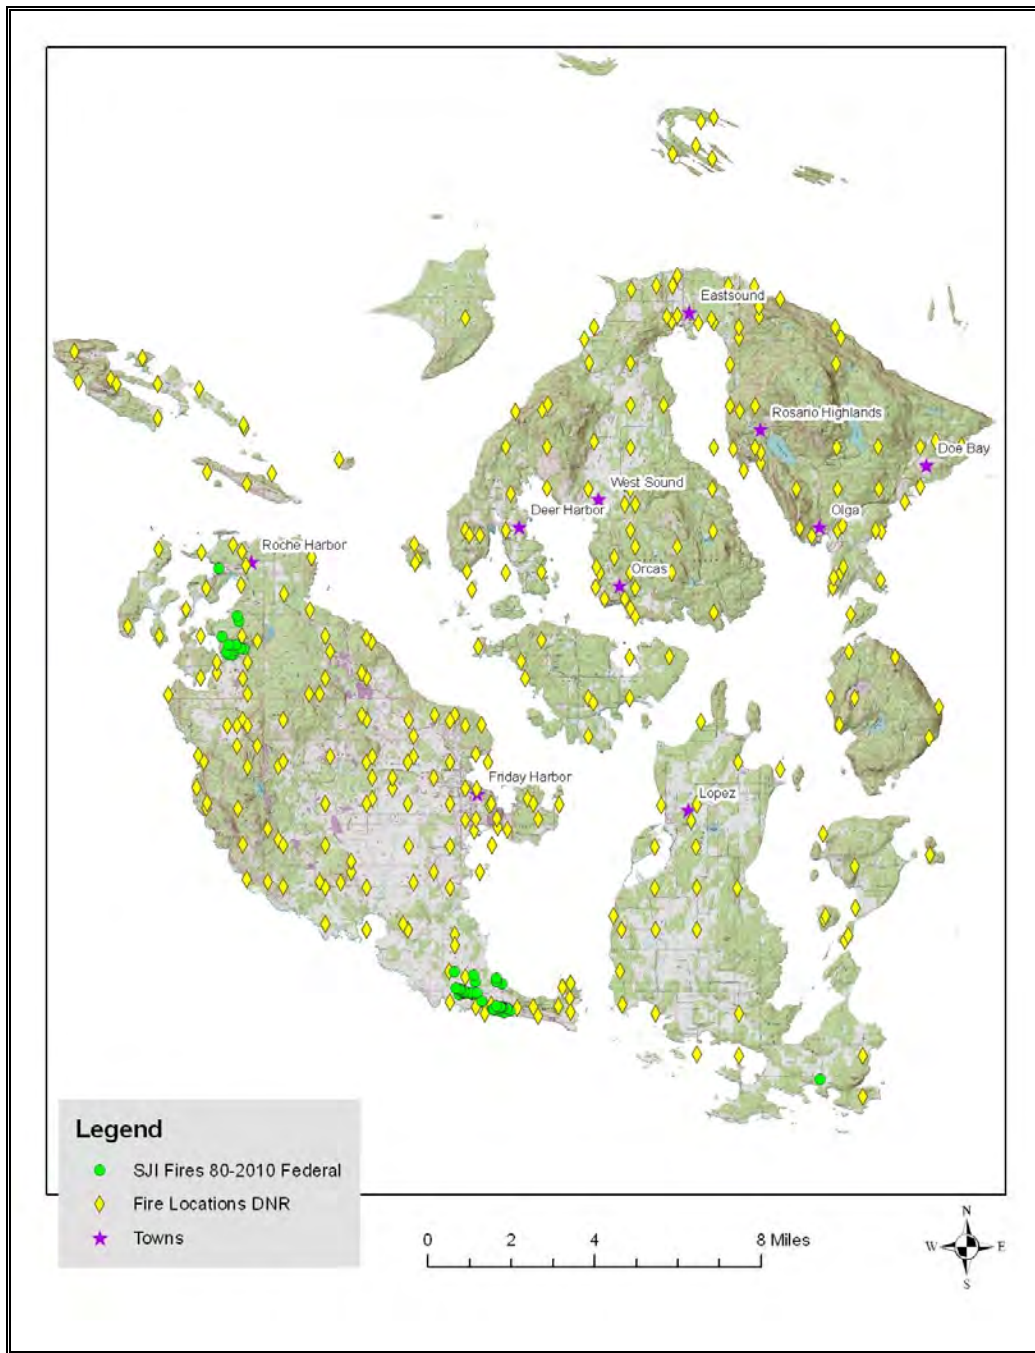 Eastsound
Rosario Highlands
Doe Bay
West Sound
Deer Harbor
Olga
Roche Harbor
Orcas
Friday Harbor
Lopez
Legend
SJI Fires 80-2010 Federal
Fire Locations DNR
Towns
0 2 4 8 Miles
N
W E
S